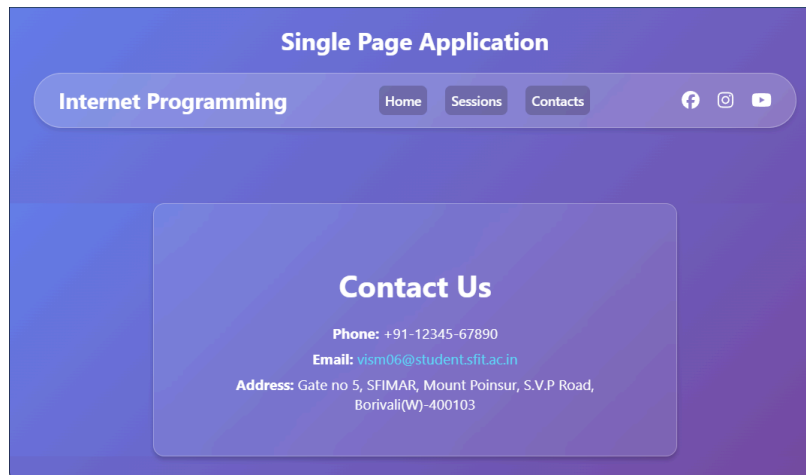 Single Page Application
Internet Programming
Home
Sessions
Contacts
Contact Us
Phone: +91-12345-67890
Email: vism06@student.sfit.ac.in
Address: Gate no 5, SFIMAR, Mount Poinsur, S.V.P Road,
Borivali(W)-400103